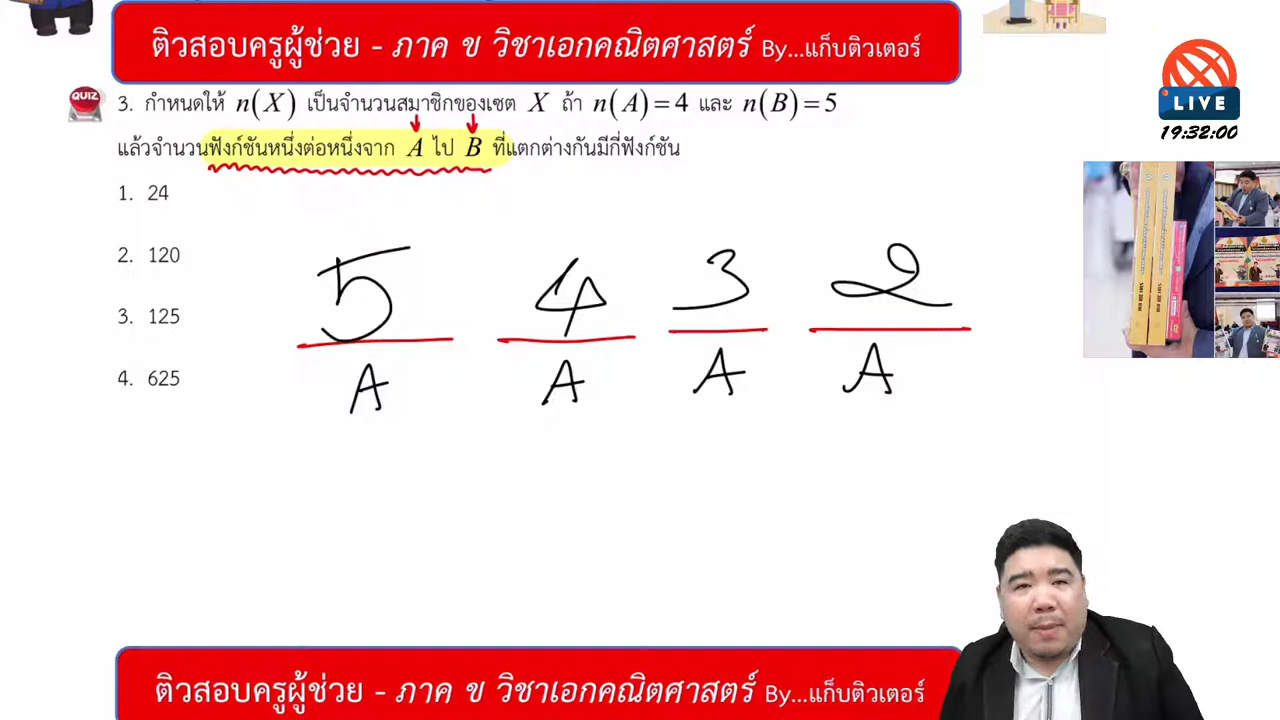 ติวสอบครูผู้ช่วย - ภาค ข วิชาเอกคณิตศาสตร์ By...แก็บติวเตอร์
LIVE
19:32:00
QUIZ
3. กำหนดให้ n(X) เป็นจำนวนสมาชิกของเซต X ถ้า n(A)=4 และ n(B)=5
แล้วจำนวนฟังก์ชันหนึ่งต่อหนึ่งจาก A ไป B ที่แตกต่างกันมีกี่ฟังก์ชัน
1. 24
2. 120
3. 125
4. 625
5 4 3 2
A A A A
ติวสอบครูผู้ช่วย - ภาค ข วิชาเอกคณิตศาสตร์ By...แก็บติวเตอร์